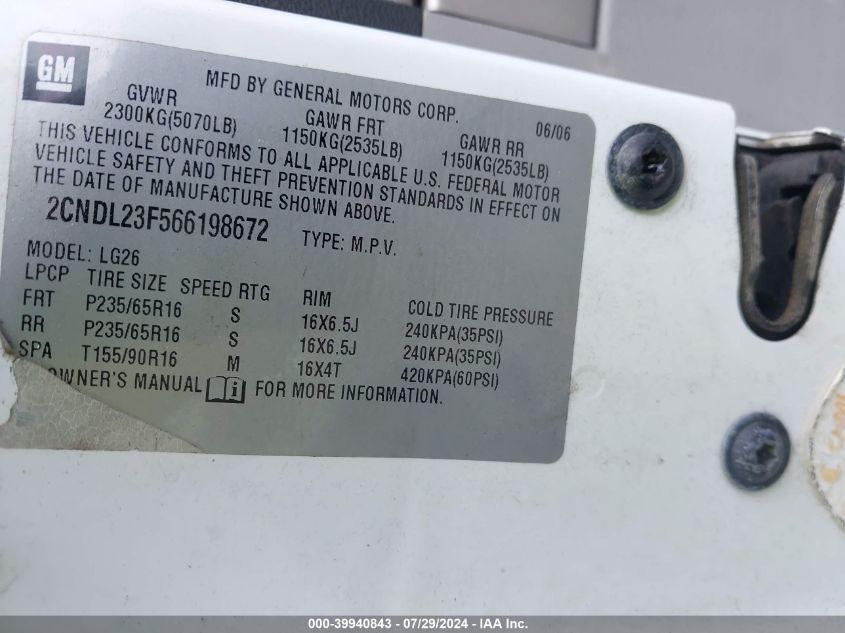 GM
MFD BY GENERAL MOTORS CORP. 06/06
GVWR GAWR FRT GAWR RR
2300KG(5070LB) 1150KG(2535LB) 1150KG(2535LB)
THIS VEHICLE CONFORMS TO ALL APPLICABLE U.S. FEDERAL MOTOR
VEHICLE SAFETY AND THEFT PREVENTION STANDARDS IN EFFECT ON
THE DATE OF MANUFACTURE SHOWN ABOVE.
2CNDL23F566198672 TYPE: M.P.V.
MODEL: LG26
LPCP TIRE SIZE SPEED RTG RIM COLD TIRE PRESSURE
FRT P235/65R16 S 16X6.5J 240KPA(35PSI)
RR P235/65R16 S 16X6.5J 240KPA(35PSI)
SPA T155/90R16 M 16X4T 420KPA(60PSI)
OWNER'S MANUAL i FOR MORE INFORMATION.
000-39940843 - 07/29/2024 - IAA Inc.